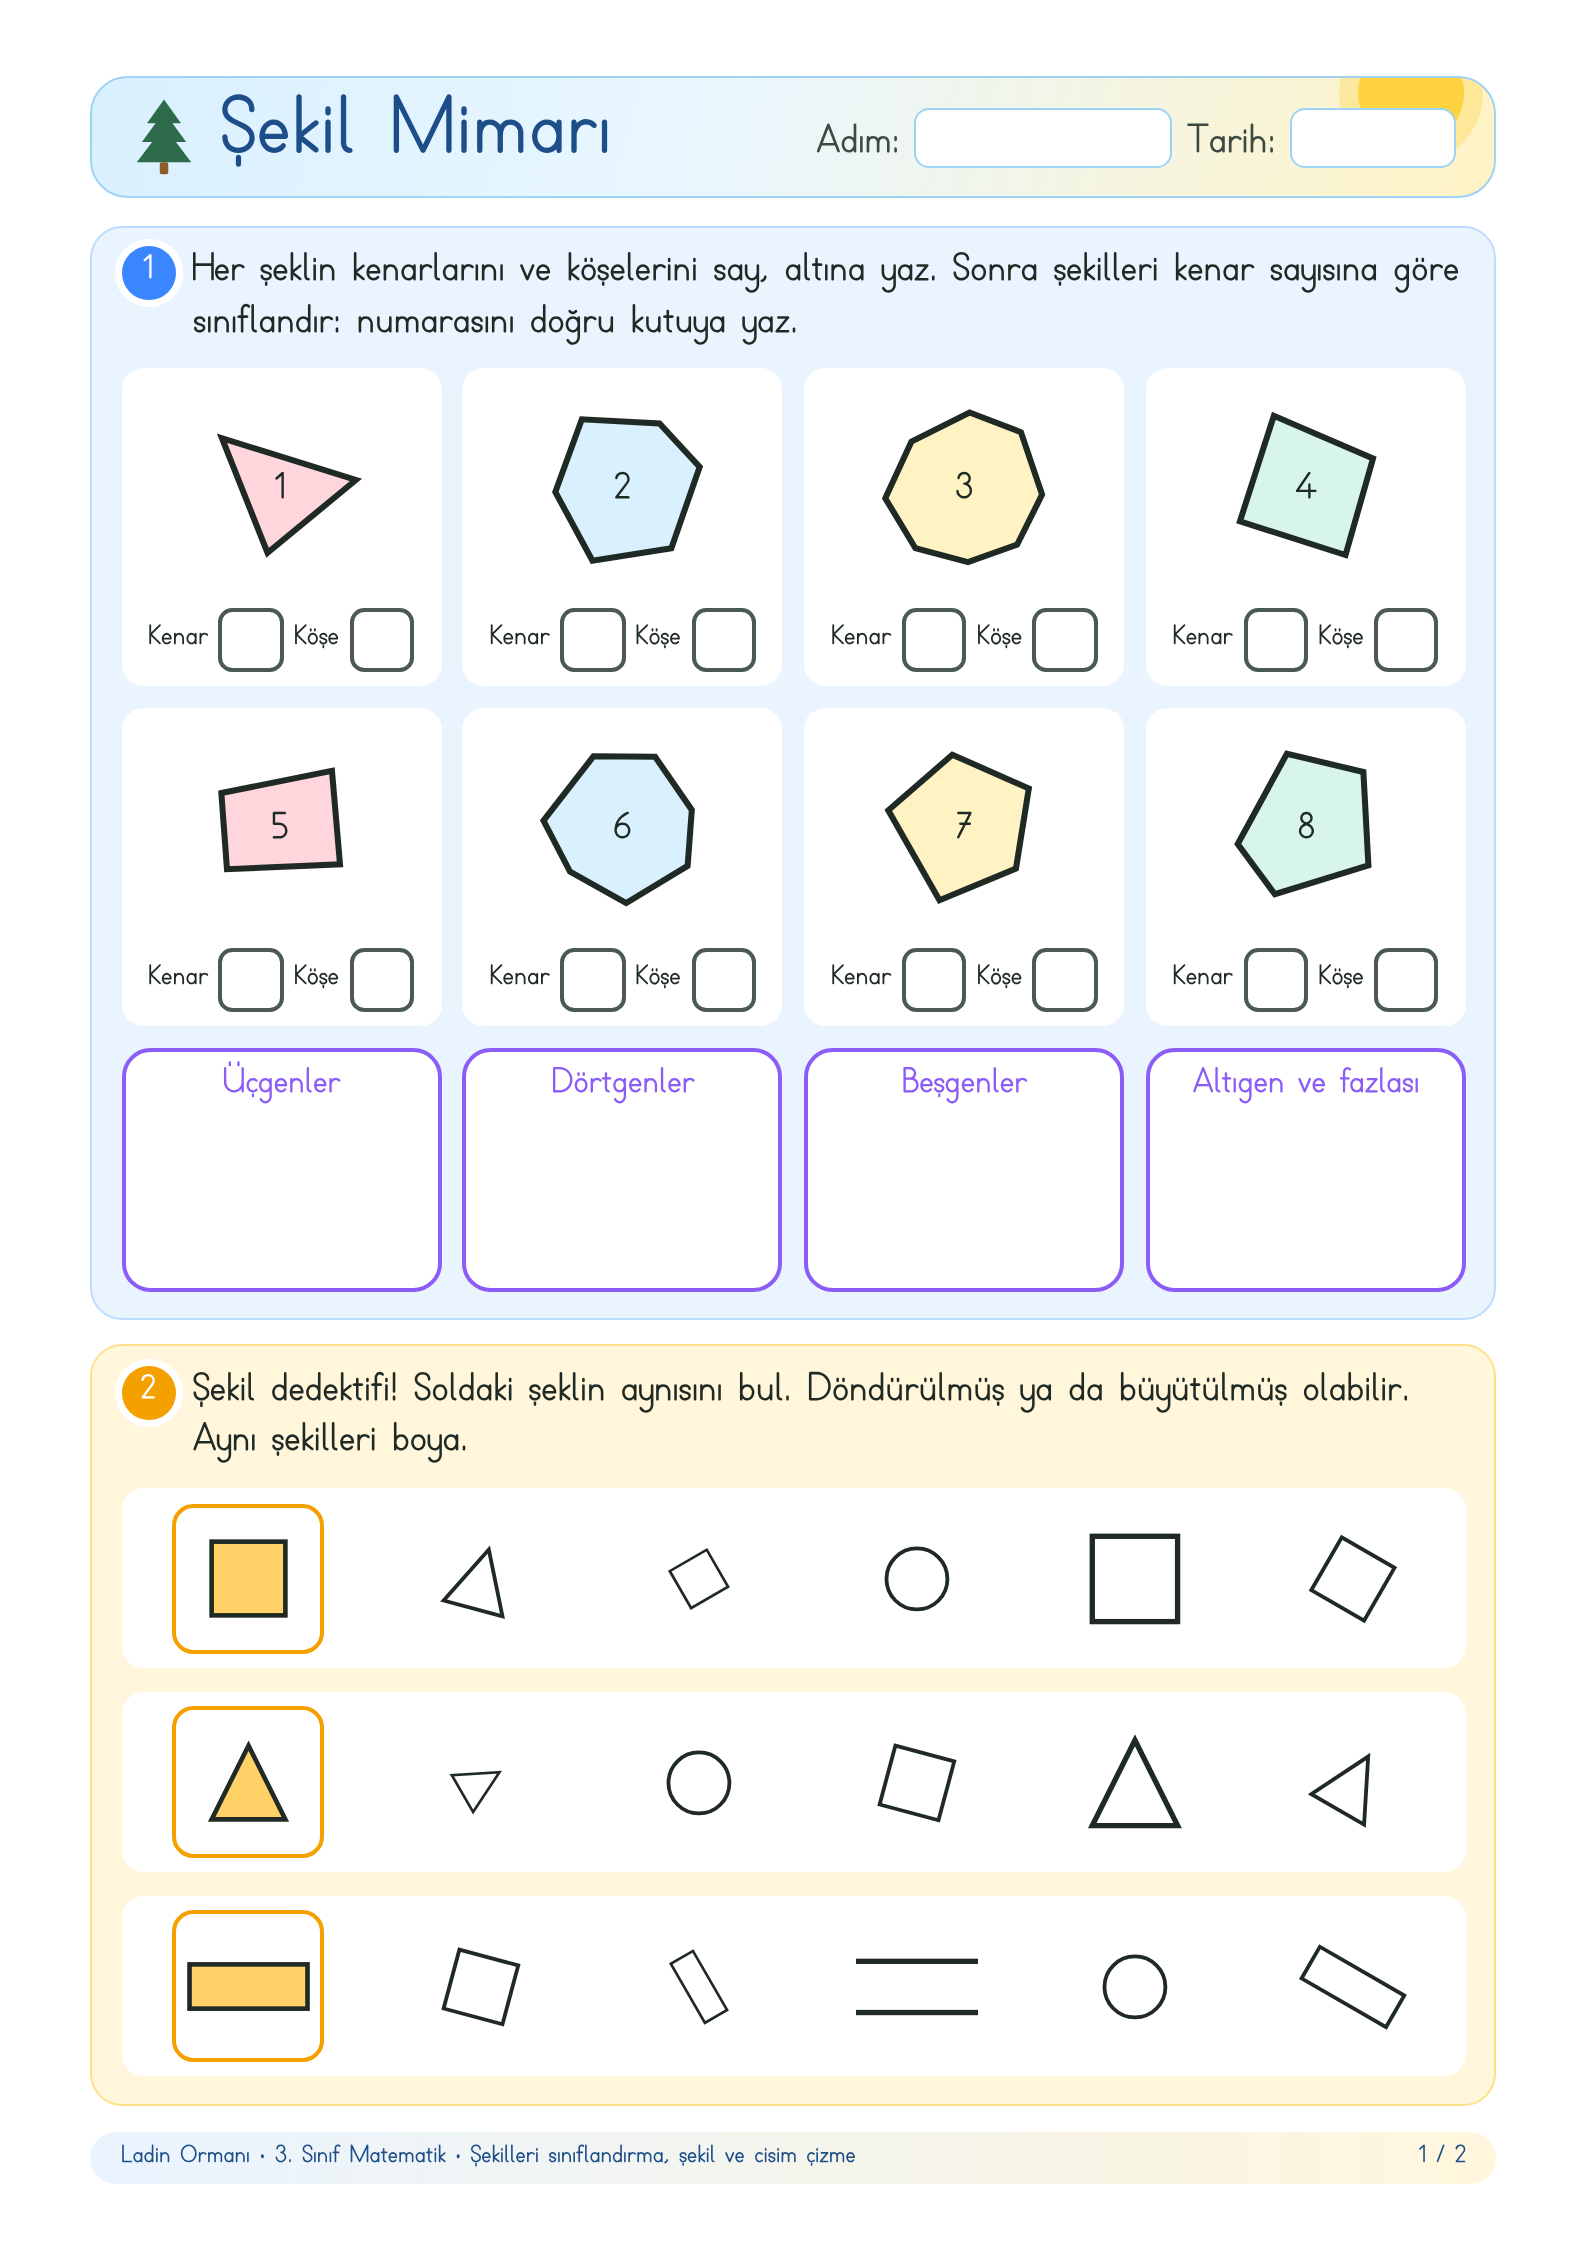 Şekil Mimarı
Adım:
Tarih:
1 Her şeklin kenarlarını ve köşelerini say, altına yaz. Sonra şekilleri kenar sayısına göre
sınıflandır: numarasını doğru kutuya yaz.
1 2 3 4
Kenar Köşe Kenar Köşe Kenar Köşe Kenar Köşe
5 6 7 8
Kenar Köşe Kenar Köşe Kenar Köşe Kenar Köşe
Üçgenler Dörtgenler Beşgenler Altıgen ve fazlası
2 Şekil dedektifi! Soldaki şeklin aynısını bul. Döndürülmüş ya da büyütülmüş olabilir.
Aynı şekilleri boya.
Ladin Ormanı • 3. Sınıf Matematik • Şekilleri sınıflandırma, şekil ve cisim çizme 1 / 2